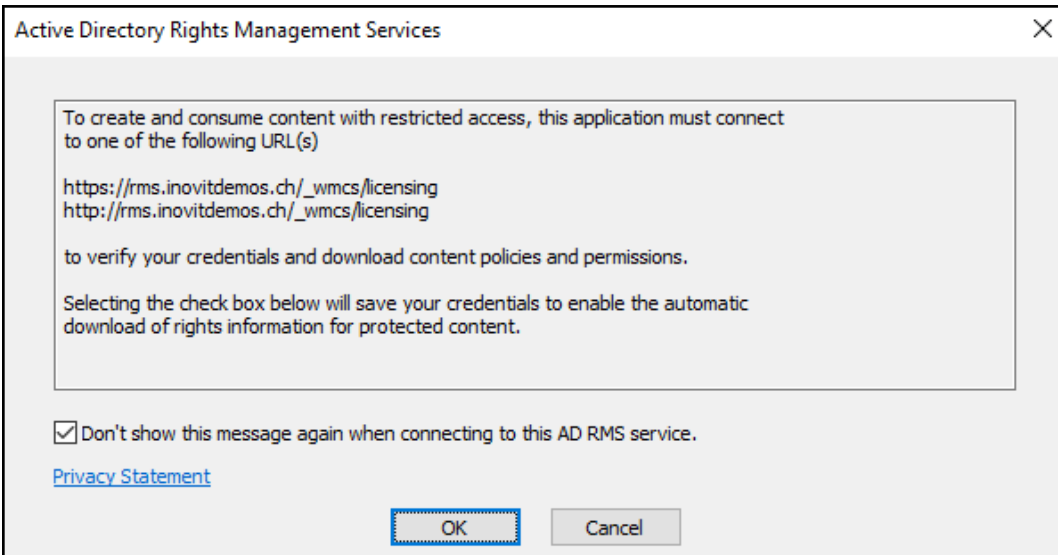 Active Directory Rights Management Services
To create and consume content with restricted access, this application must connect
to one of the following URL(s)
https://rms.inovitdemos.ch/_wmcs/licensing
http://rms.inovitdemos.ch/_wmcs/licensing
to verify your credentials and download content policies and permissions.
Selecting the check box below will save your credentials to enable the automatic
download of rights information for protected content.
Don't show this message again when connecting to this AD RMS service.
Privacy Statement
OK Cancel